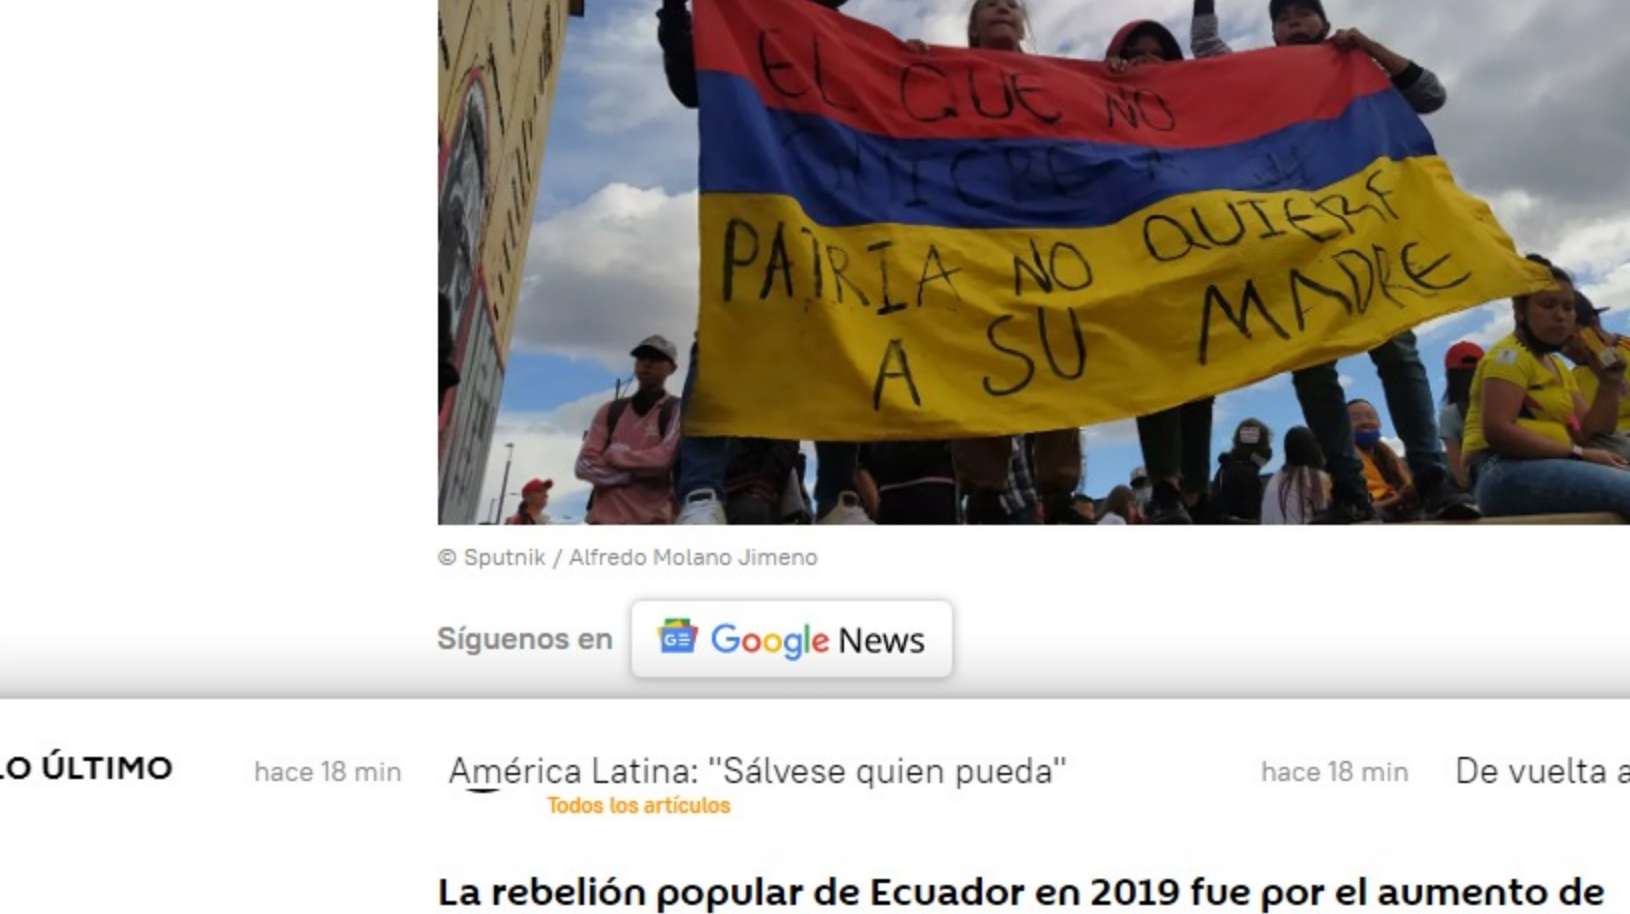 EL QUE NO
QUIERE A SU
PATRIA NO QUIERE
A SU MADRE
© Sputnik / Alfredo Molano Jimeno
Síguenos en
Google News
LO ÚLTIMO
hace 18 min
América Latina: "Sálvese quien pueda"
hace 18 min
De vuelta a
Todos los artículos
La rebelión popular de Ecuador en 2019 fue por el aumento de